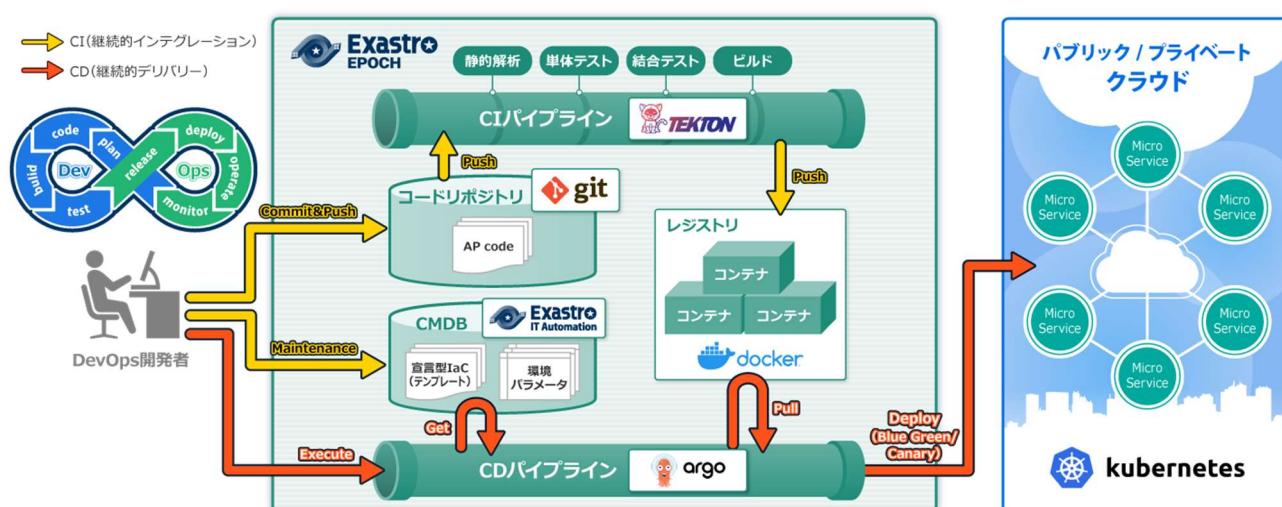 CI(継続的インテグレーション)
CD(継続的デリバリー)
code
plan
release
deploy
operate
monitor
test
build
Dev
Ops
DevOps開発者
Exastro
EPOCH
静的解析
単体テスト
結合テスト
ビルド
CIパイプライン
TEKTON
Push
Push
Commit&Push
コードリポジトリ
git
AP code
レジストリ
コンテナ
コンテナ
コンテナ
docker
Maintenance
CMDB
Exastro
IT Automation
宣言型IaC
(テンプレート)
環境
パラメータ
Get
Pull
Execute
CDパイプライン
argo
Deploy
(Blue Green/
Canary)
パブリック / プライベート
クラウド
Micro
Service
Micro
Service
Micro
Service
Micro
Service
Micro
Service
Micro
Service
kubernetes